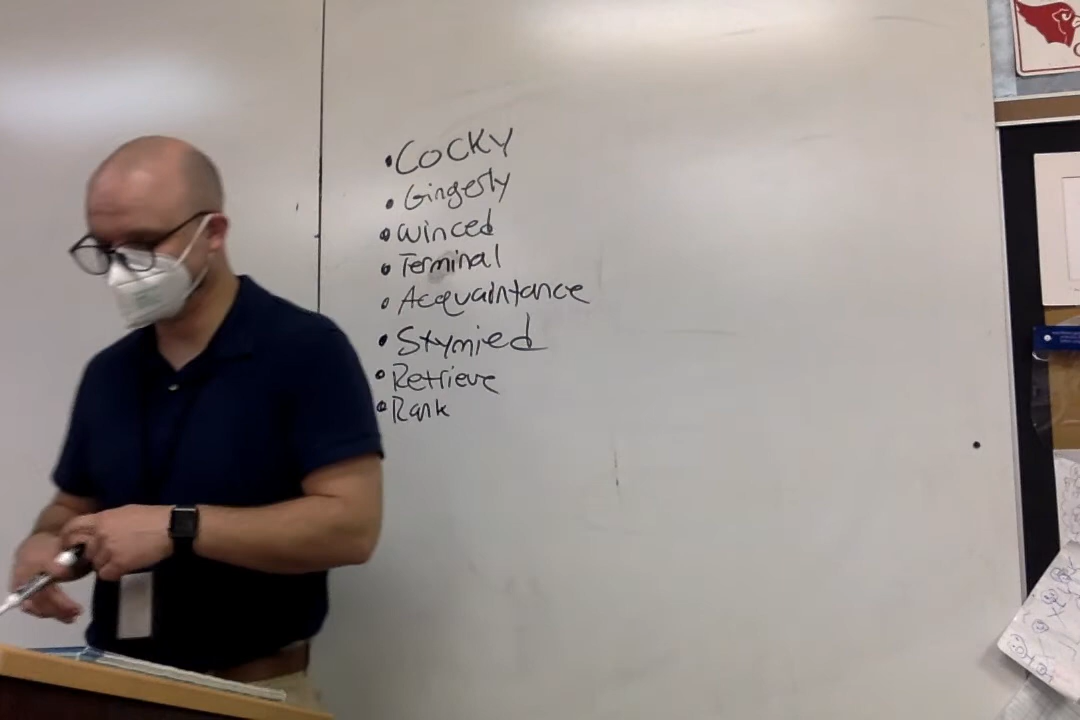 • Cocky
• Gingerly
• Winced
• Terminal
• Acquaintance
• Stymied
• Retrieve
• Rank